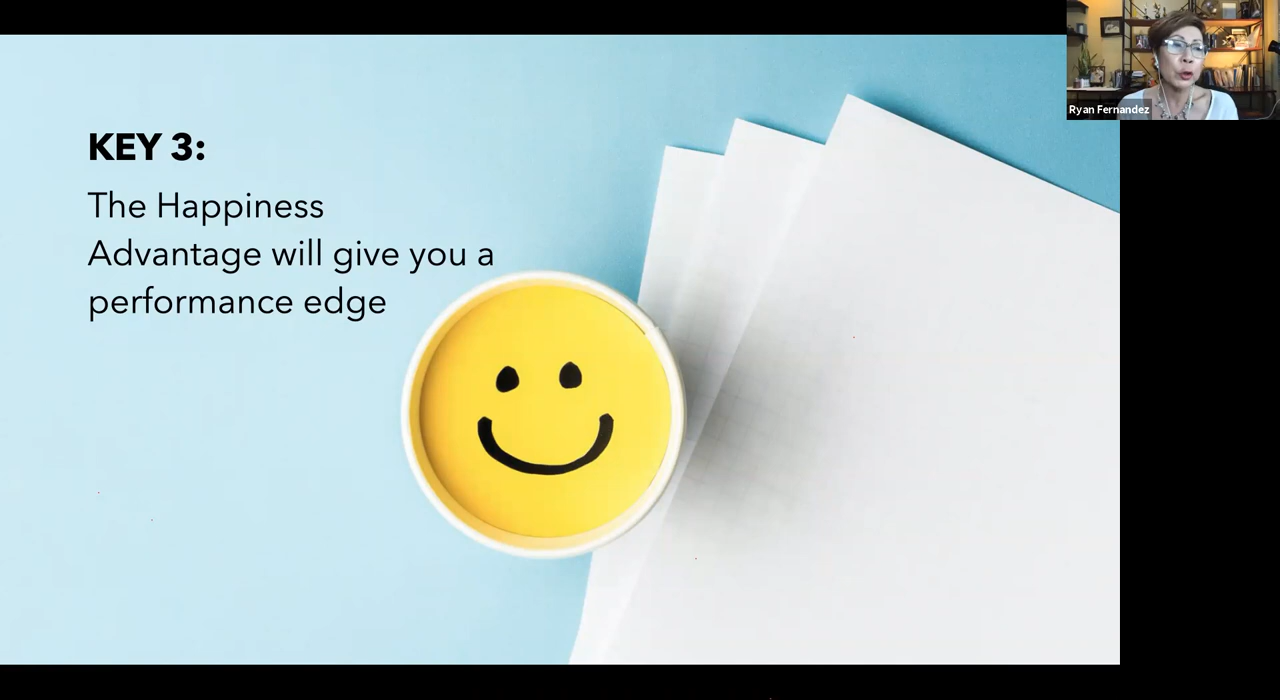 KEY 3:
The Happiness
Advantage will give you a
performance edge
Ryan Fernandez